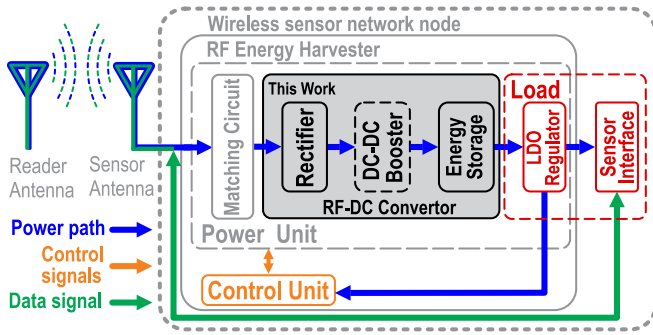 Wireless sensor network node
RF Energy Harvester
This Work
Load
Matching Circuit
Rectifier
DC-DC
Booster
Energy
Storage
LDO
Regulator
Sensor
Interface
RF-DC Convertor
Reader
Antenna
Sensor
Antenna
Power Unit
Power path
Control
signals
Data signal
Control Unit